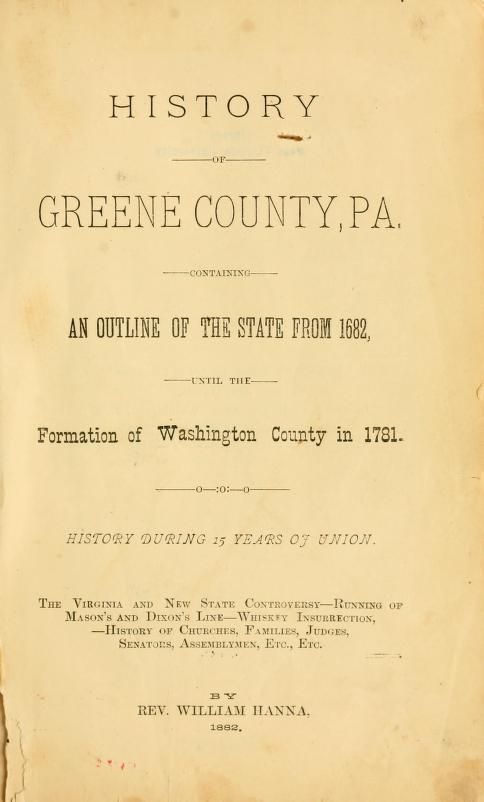 HISTORY
OF
GREENE COUNTY, PA.
CONTAINING
AN OUTLINE OF THE STATE FROM 1682,
UNTIL THE
Formation of Washington County in 1781.
o—:o:—o
HISTORY DURING 15 YEARS OF UNION.
The Virginia and New State Controversy—Running of
Mason's and Dixon's Line—Whiskey Insurrection,
—History of Churches, Families, Judges,
Senators, Assemblymen, Etc., Etc.
BY
REV. WILLIAM HANNA.
1882.